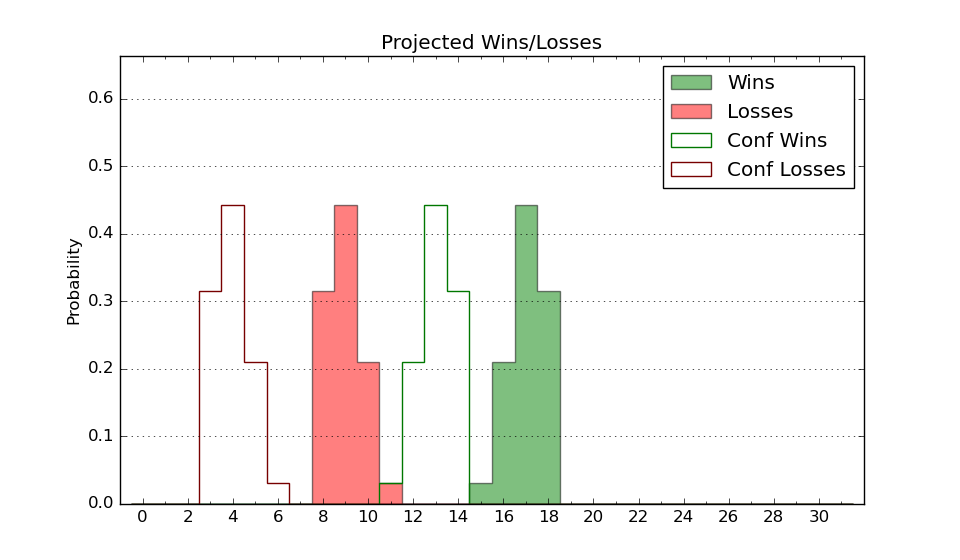 Projected Wins/Losses
Wins
Losses
Conf Wins
Conf Losses
Probability
0.6
0.5
0.4
0.3
0.2
0.1
0.0
0 2 4 6 8 10 12 14 16 18 20 22 24 26 28 30